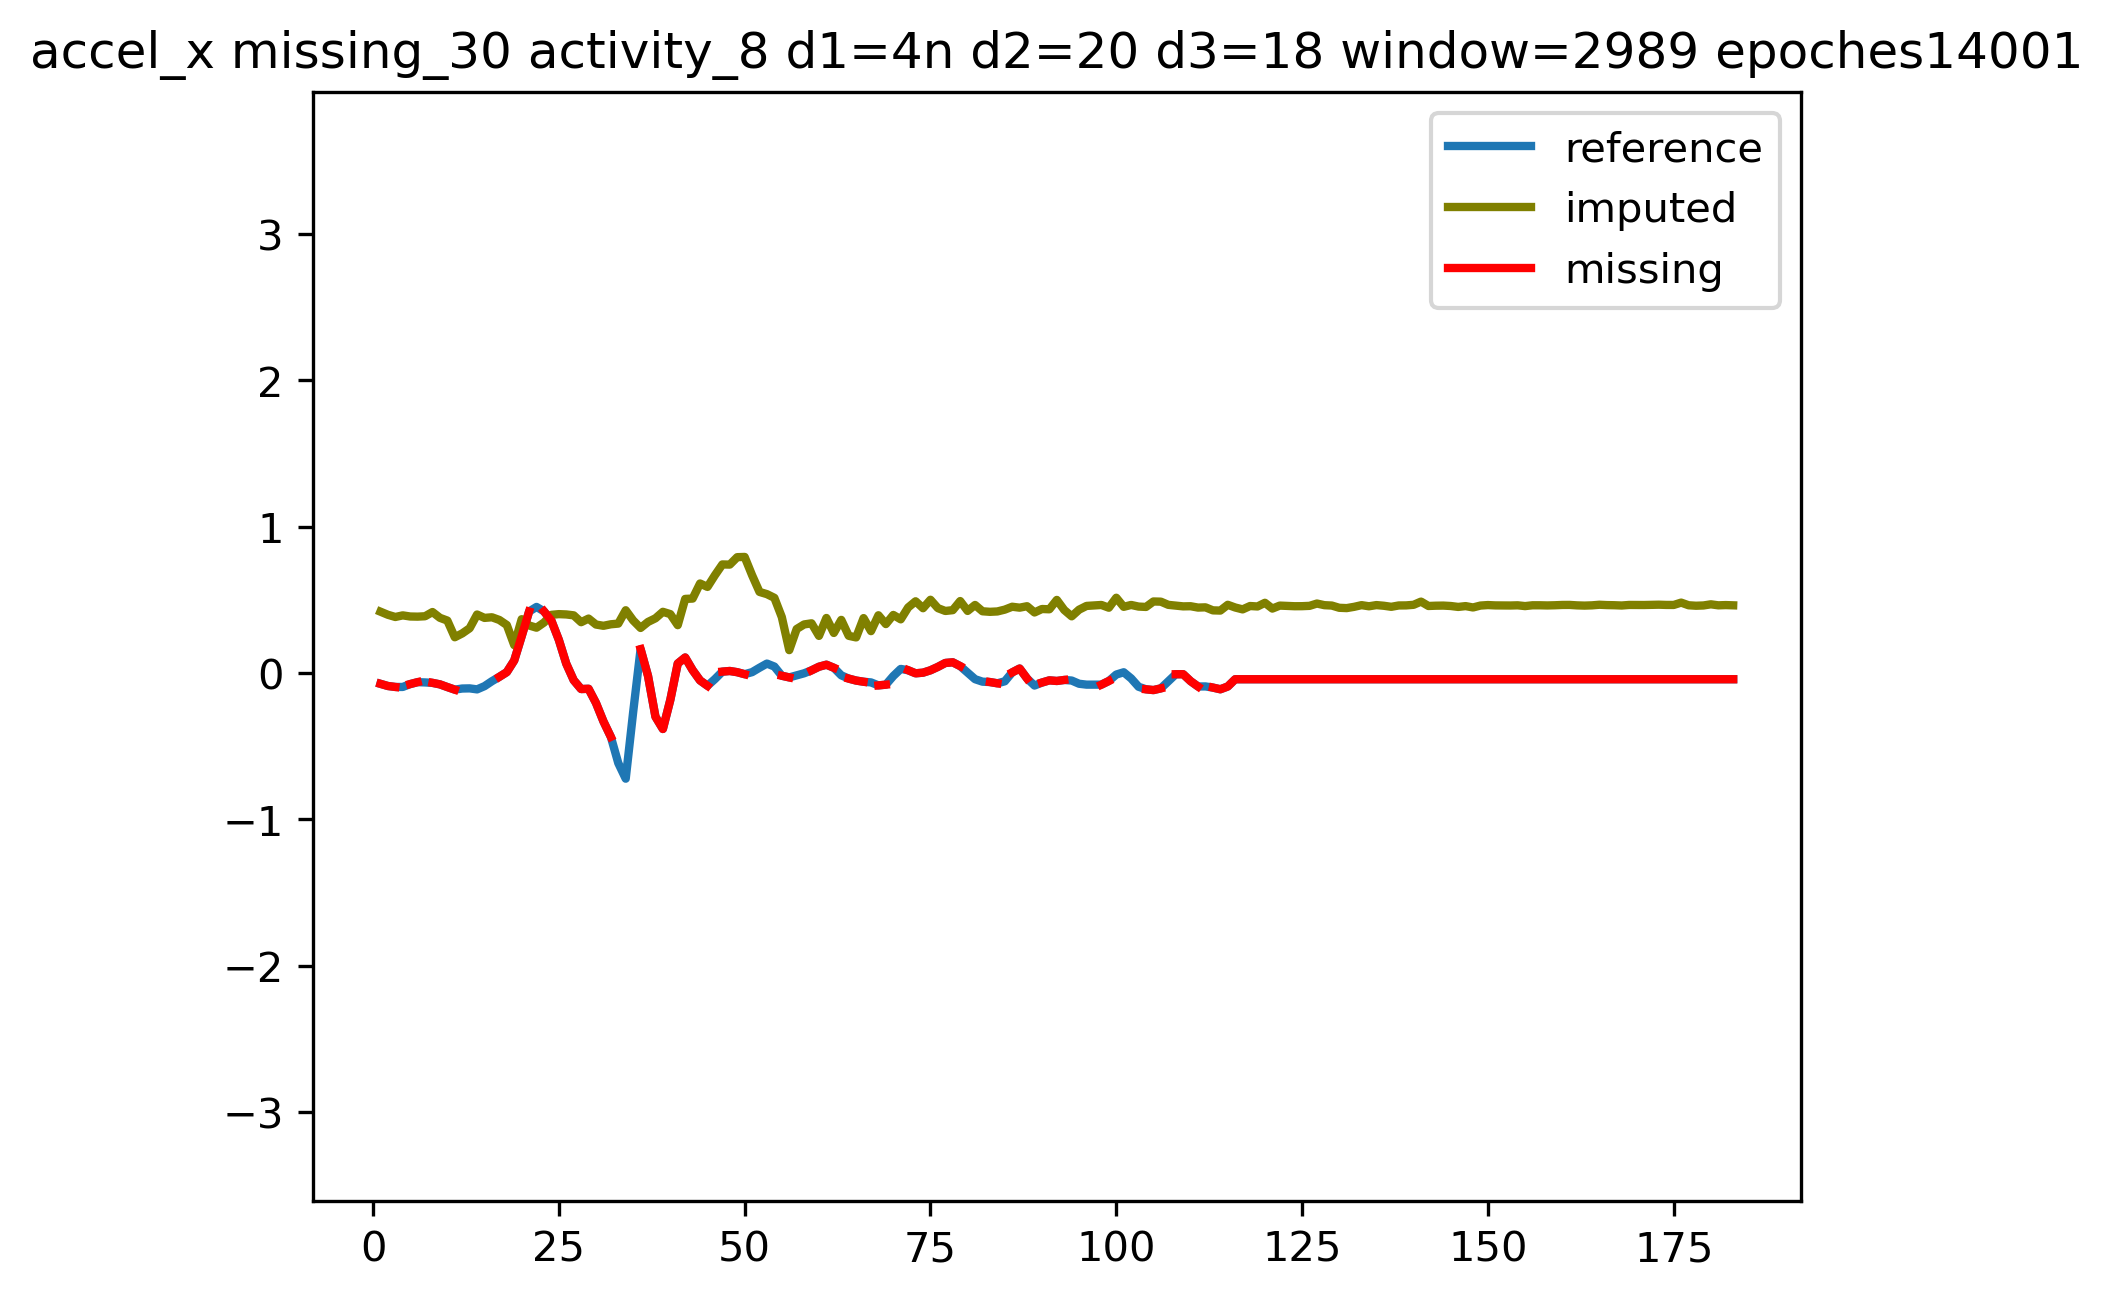 accel_x missing_30 activity_8 d1=4n d2=20 d3=18 window=2989 epoches14001
reference
imputed
missing
3
2
1
0
−1
−2
−3
0 25 50 75 100 125 150 175